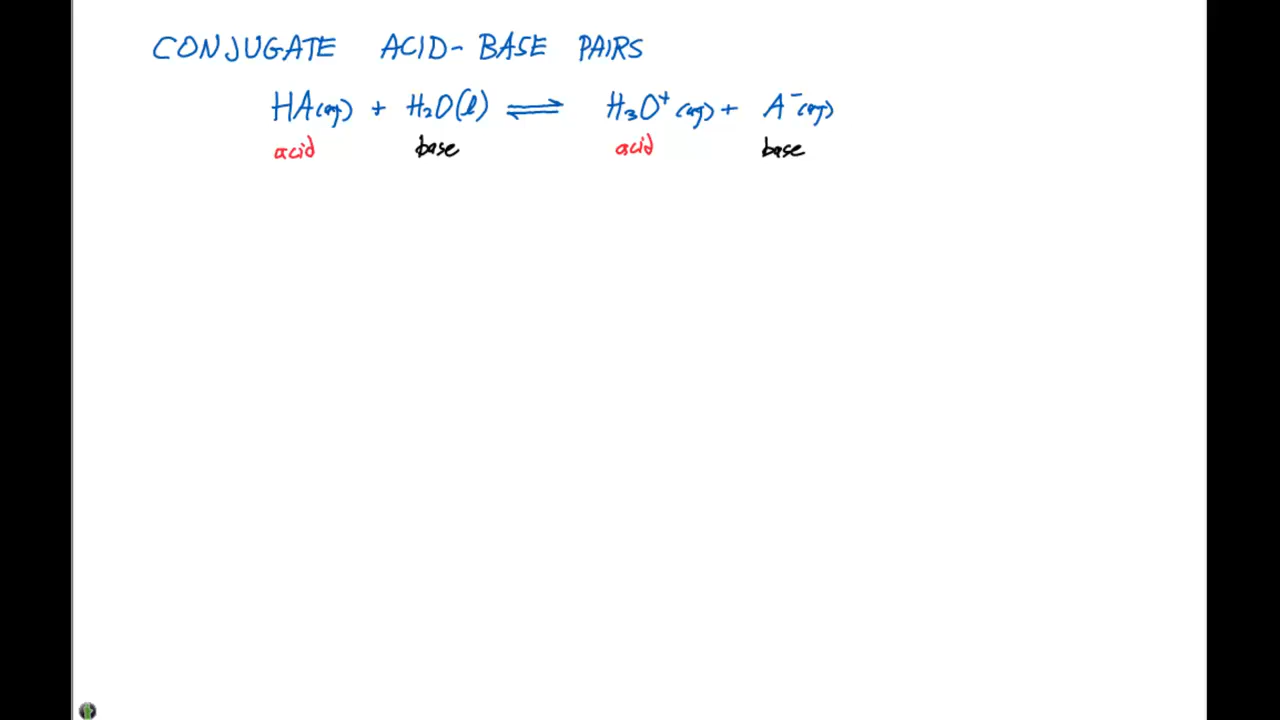 CONJUGATE ACID-BASE PAIRS
HA(aq) + H₂O(l) ⇌ H₃O⁺(aq) + A⁻(aq)
acid base acid base